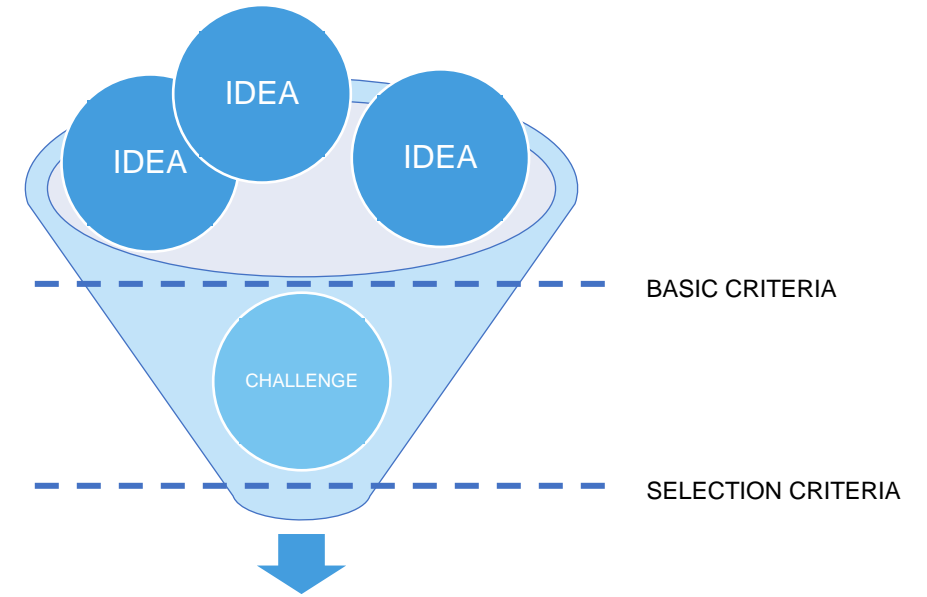 IDEA
IDEA
IDEA
BASIC CRITERIA
CHALLENGE
SELECTION CRITERIA